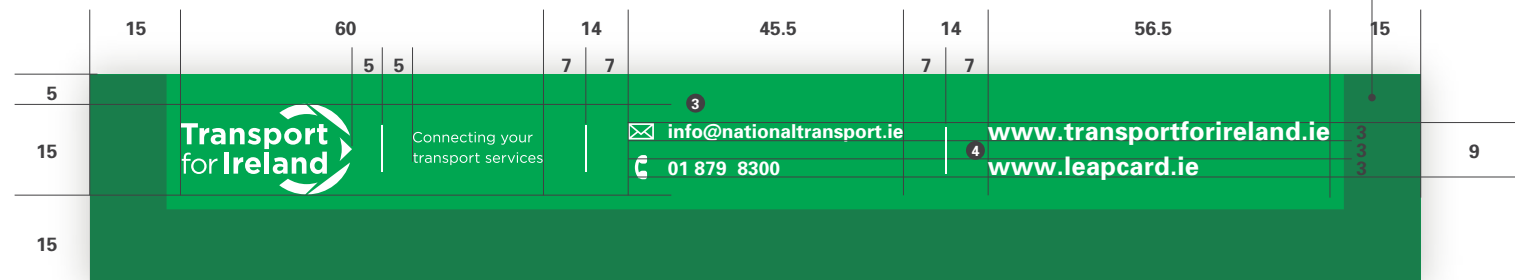 15 60 14 45.5 14 56.5 15
5 5 7 7 7 7
5
3
Transport
for Ireland
Connecting your
transport services
info@nationaltransport.ie
01 879 8300
www.transportforireland.ie
www.leapcard.ie
4
3
3
3
15
9
15